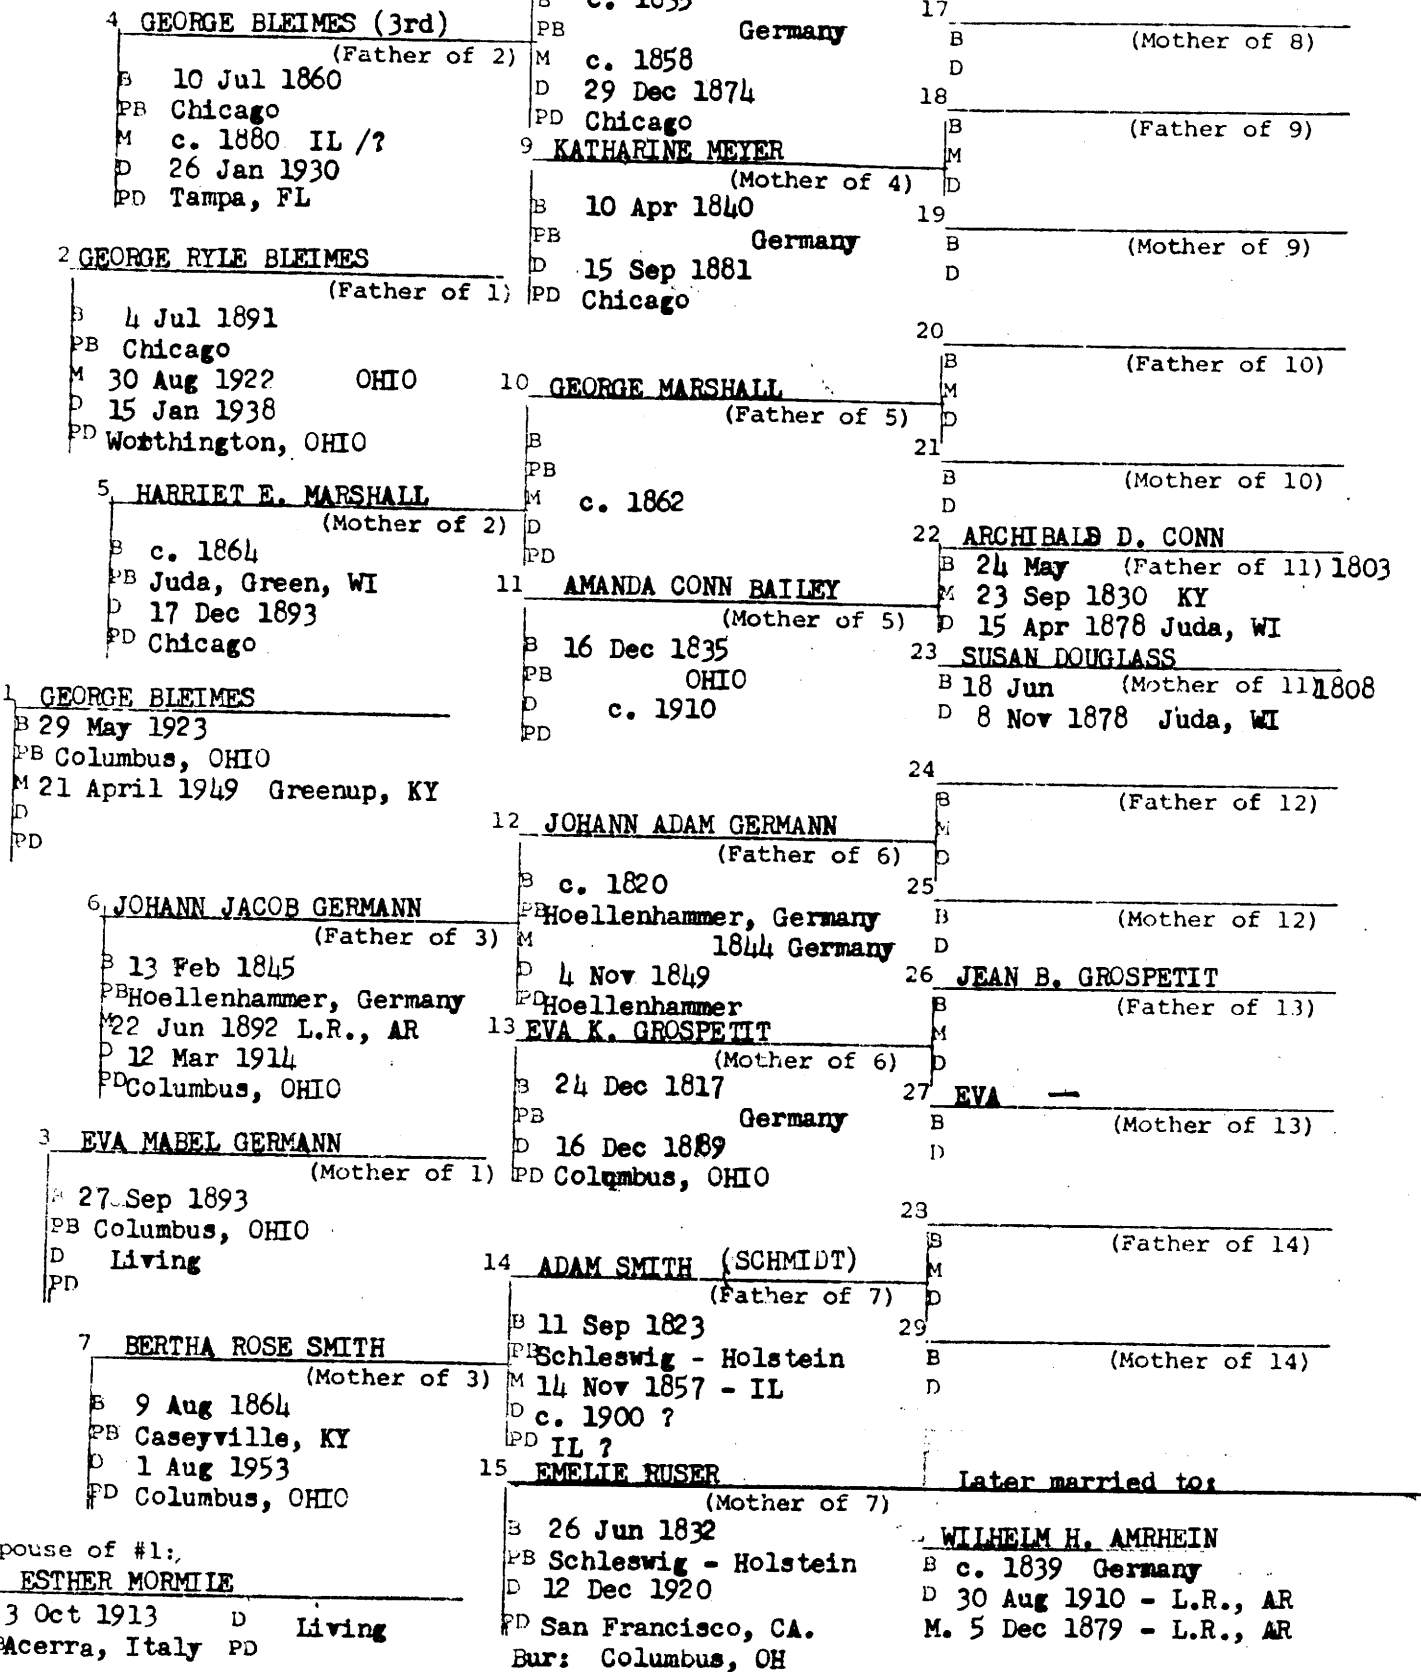 4 GEORGE BLEIMES (3rd)
(Father of 2)
B 10 Jul 1860
PB Chicago
M c. 1880 IL /?
D 26 Jan 1930
PD Tampa, FL
2 GEORGE RYLE BLEIMES
(Father of 1)
B 4 Jul 1891
PB Chicago
M 30 Aug 1922 OHIO
D 15 Jan 1938
PD Worthington, OHIO
5 HARRIET E. MARSHALL
(Mother of 2)
B c. 1864
PB Juda, Green, WI
D 17 Dec 1893
PD Chicago
1 GEORGE BLEIMES
B 29 May 1923
PB Columbus, OHIO
M 21 April 1949 Greenup, KY
D
PD
6 JOHANN JACOB GERMANN
(Father of 3)
B 13 Feb 1845
PB Hoellenhammer, Germany
M 22 Jun 1892 L.R., AR
D 12 Mar 1914
PD Columbus, OHIO
3 EVA MABEL GERMANN
(Mother of 1)
27 Sep 1893
PB Columbus, OHIO
D Living
PD
7 BERTHA ROSE SMITH
(Mother of 3)
B 9 Aug 1864
PB Caseyville, KY
D 1 Aug 1953
PD Columbus, OHIO
pouse of #1:
ESTHER MORMILE
3 Oct 1913 D Living
Acerra, Italy PD
B c. 1835
PB Germany
M c. 1858
D 29 Dec 1874
PD Chicago
9 KATHARINE MEYER
(Mother of 4)
B 10 Apr 1840
PB Germany
D 15 Sep 1881
PD Chicago
10 GEORGE MARSHALL
(Father of 5)
B
PB
M c. 1862
D
PD
11 AMANDA CONN BAILEY
(Mother of 5)
B 16 Dec 1835
PB OHIO
D c. 1910
PD
12 JOHANN ADAM GERMANN
(Father of 6)
B c. 1820
PB Hoellenhammer, Germany
M 1844 Germany
D 4 Nov 1849
PD Hoellenhammer
13 EVA K. GROSPETIT
(Mother of 6)
B 24 Dec 1817
PB Germany
D 16 Dec 1889
PD Columbus, OHIO
14 ADAM SMITH (SCHMIDT)
(Father of 7)
B 11 Sep 1823
PB Schleswig - Holstein
M 14 Nov 1857 - IL
D c. 1900 ?
PD IL ?
15 EMELIE RUSER
(Mother of 7)
B 26 Jun 1832
PB Schleswig - Holstein
D 12 Dec 1920
PD San Francisco, CA.
Bur: Columbus, OH
17
B (Mother of 8)
D
18
B (Father of 9)
M
D
19
B (Mother of 9)
D
20
B (Father of 10)
M
D
21
B (Mother of 10)
D
22 ARCHIBALD D. CONN
B 24 May (Father of 11) 1803
M 23 Sep 1830 KY
D 15 Apr 1878 Juda, WI
23 SUSAN DOUGLASS
B 18 Jun (Mother of 11) 1808
D 8 Nov 1878 Juda, WI
24
B (Father of 12)
M
D
25
B (Mother of 12)
D
26 JEAN B. GROSPETIT
B (Father of 13)
M
D
27 EVA —
B (Mother of 13)
D
28
B (Father of 14)
M
D
29
B (Mother of 14)
D
Later married to:
WILHELM H. AMRHEIN
B c. 1839 Germany
D 30 Aug 1910 - L.R., AR
M. 5 Dec 1879 - L.R., AR